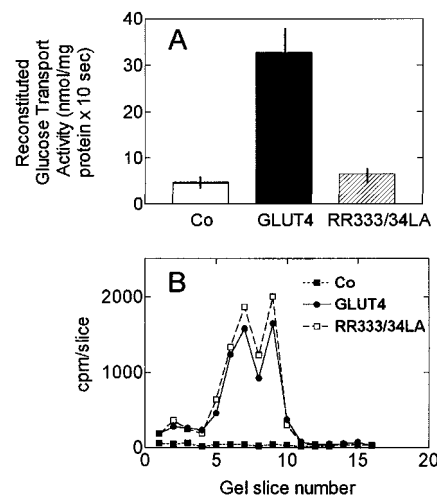 A
Reconstituted
Glucose Transport
Activity (nmol/mg
protein x 10 sec)
40
30
20
10
0
Co GLUT4 RR333/34LA
B
Co
GLUT4
RR333/34LA
cpm/slice
2000
1000
0
0 5 10 15 20
Gel slice number